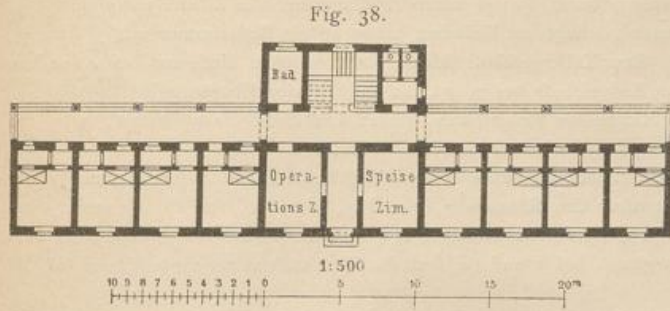 Fig. 38.
Bad.
Opera-
tions Z.
Speise
Zim.
1:500
10 9 8 7 6 5 4 3 2 1 0 5 10 15 20m